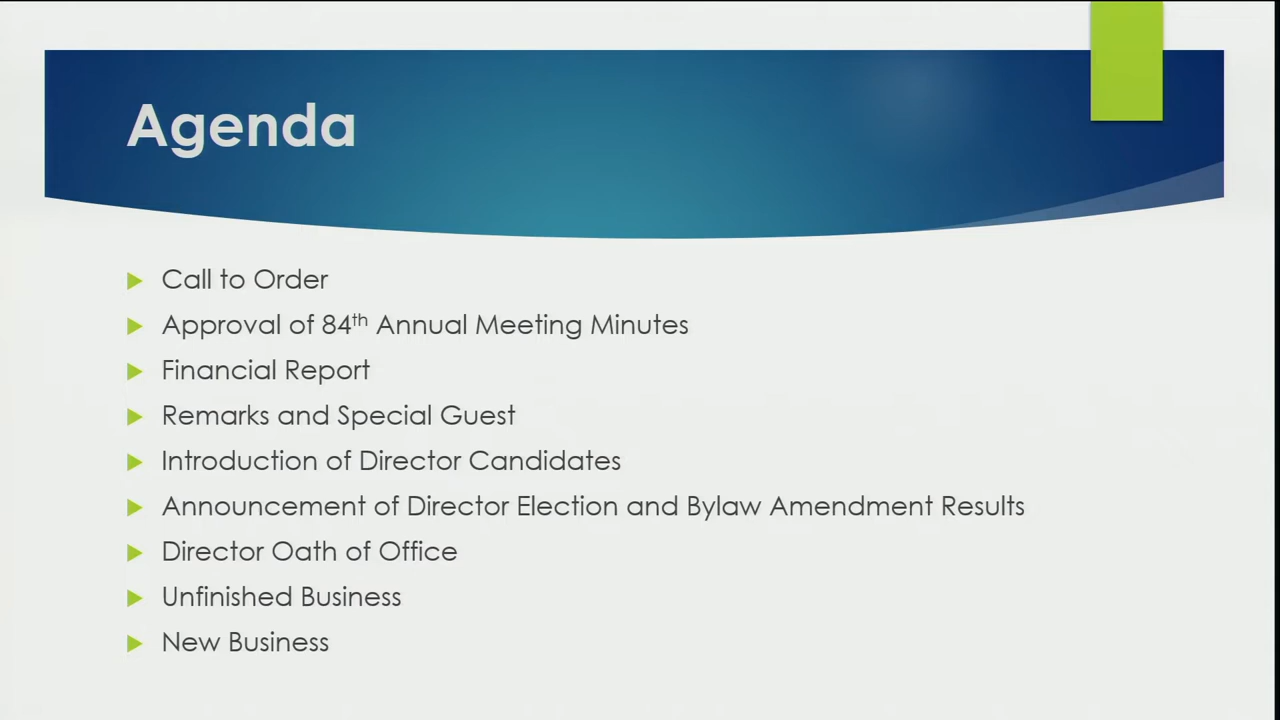 Agenda
Call to Order
Approval of 84th Annual Meeting Minutes
Financial Report
Remarks and Special Guest
Introduction of Director Candidates
Announcement of Director Election and Bylaw Amendment Results
Director Oath of Office
Unfinished Business
New Business